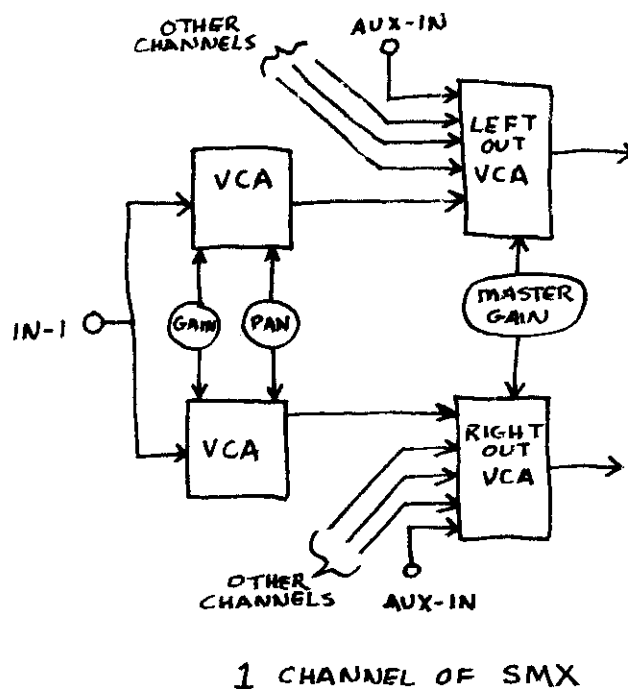 OTHER
CHANNELS
AUX-IN
LEFT
OUT
VCA
VCA
IN-1
GAIN
PAN
MASTER
GAIN
VCA
RIGHT
OUT
VCA
OTHER
CHANNELS
AUX-IN
1 CHANNEL OF SMX